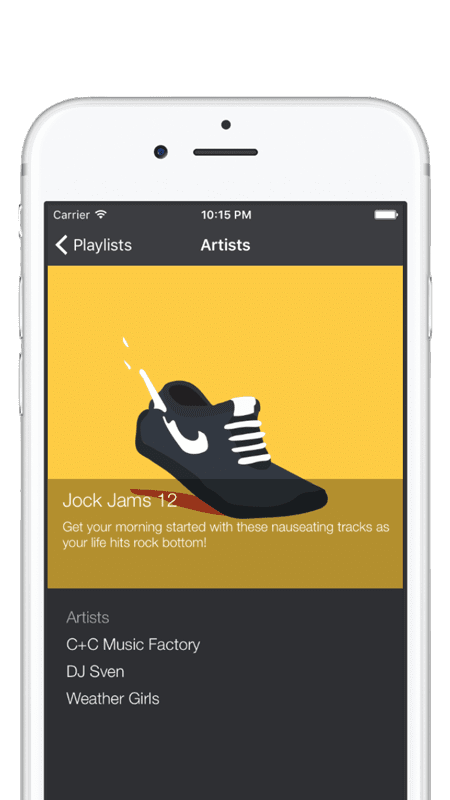 Carrier 10:15 PM
Playlists Artists
Jock Jams 12
Get your morning started with these nauseating tracks as
your life hits rock bottom!
Artists
C+C Music Factory
DJ Sven
Weather Girls